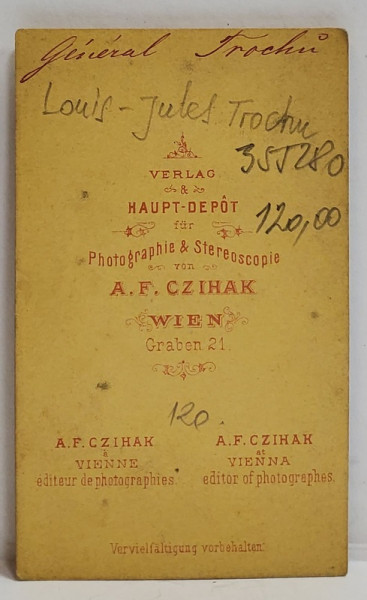 Général Trochu
Louis-Jules Trochu
355280
VERLAG
&
HAUPT-DEPÔT
120,00
für
Photographie & Stereoscopie
von
A. F. CZIHAK
WIEN
Graben 21.
120.
A. F. CZIHAK
à
VIENNE
editeur de photographies.
A. F. CZIHAK
at
VIENNA
editor of photographes.
Vervielfältigung vorbehalten.